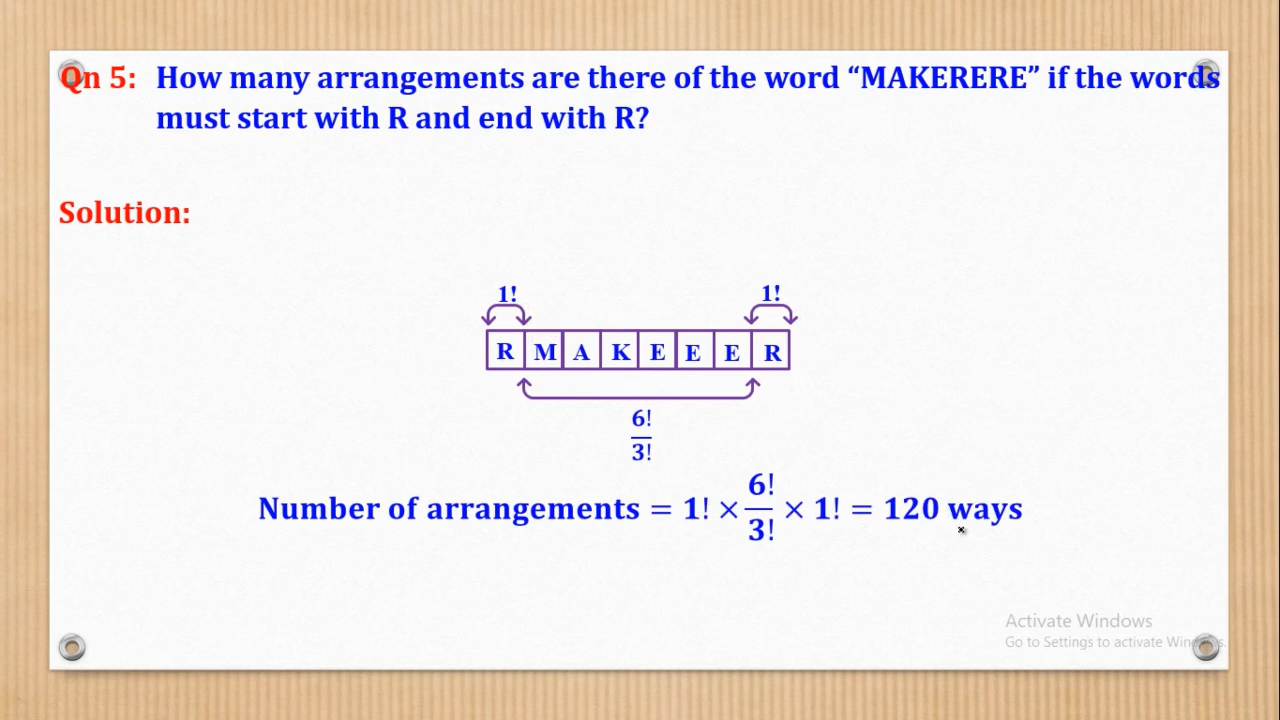 Qn 5: How many arrangements are there of the word “MAKERERE” if the words
must start with R and end with R?
Solution:
1! 1!
R M A K E E E R
6!
3!
Number of arrangements = 1! × 6!/3! × 1! = 120 ways
Activate Windows
Go to Settings to activate Windows.